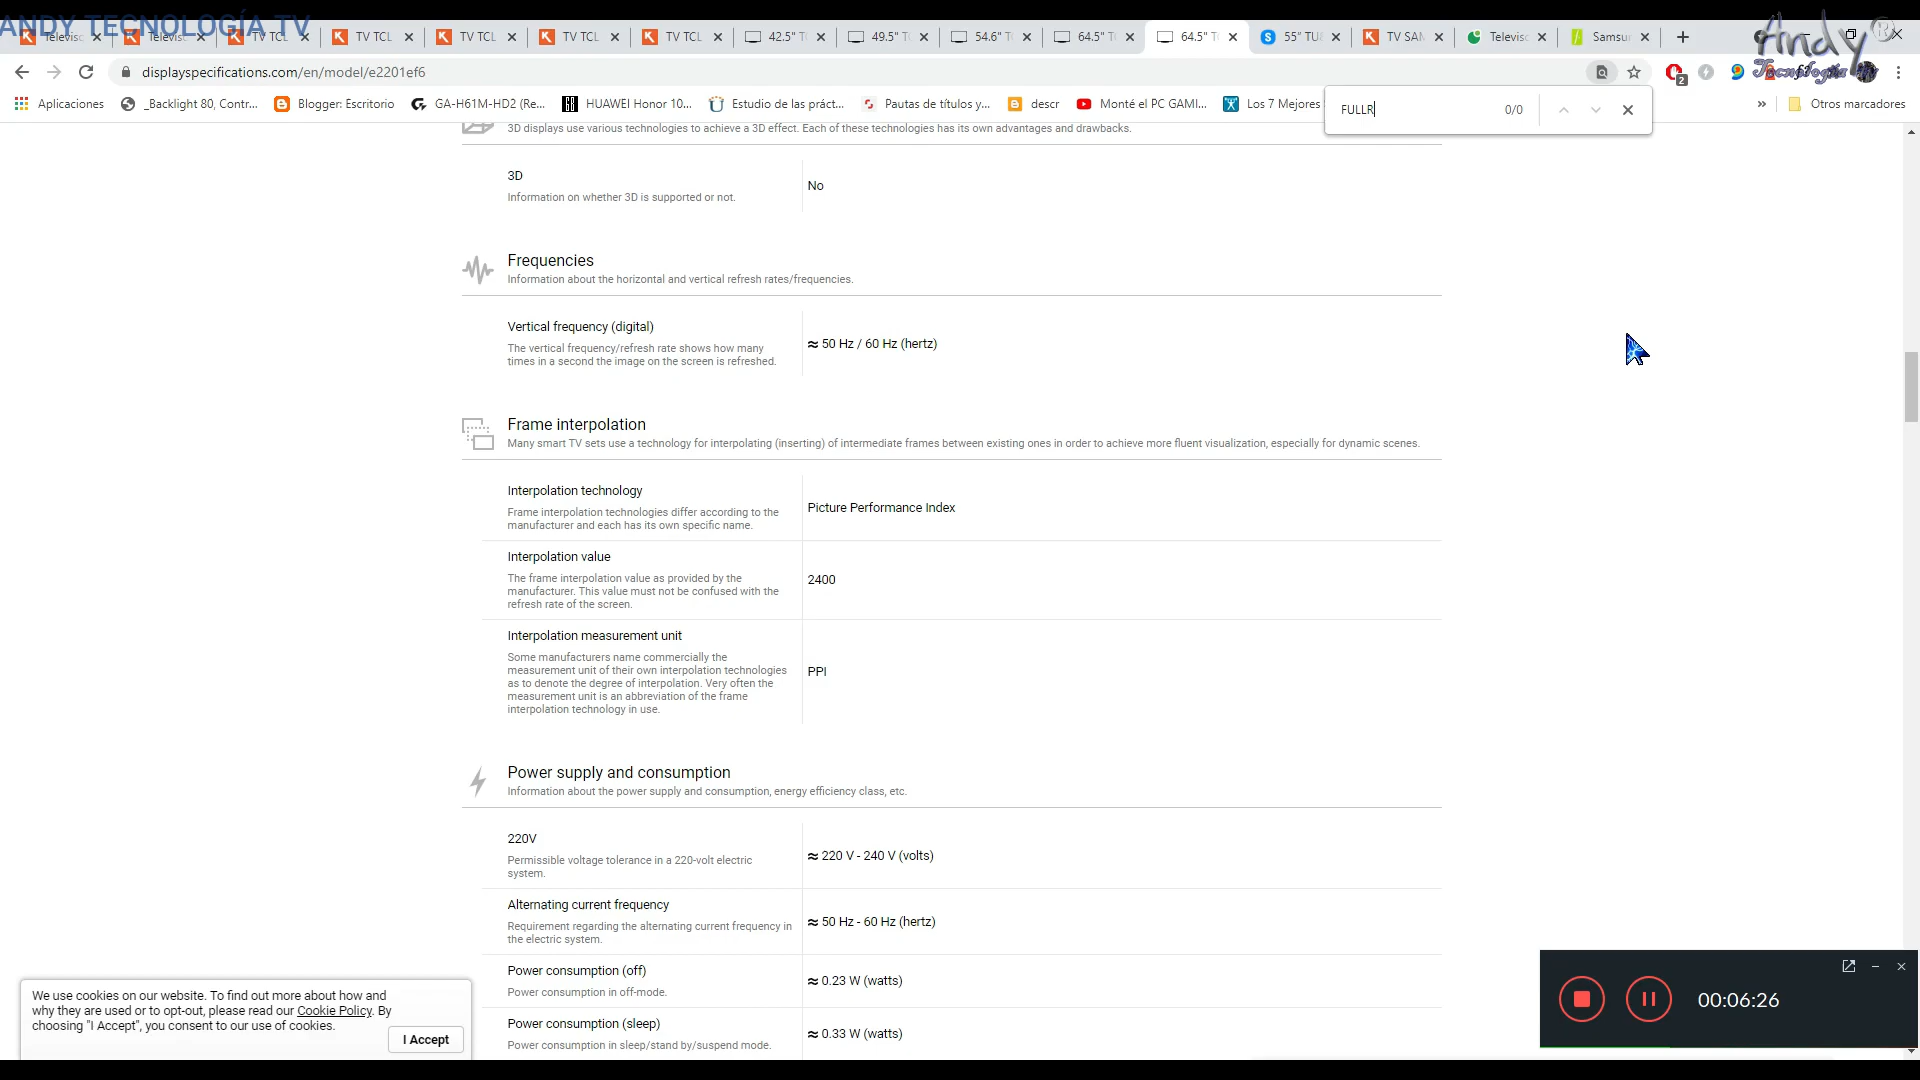 ANDY TECNOLOGÍA TV
Televisc
Televisc
TV TCL
TV TCL
TV TCL
TV TCL
TV TCL
42.5" TC
49.5" TC
54.6" TC
64.5" TC
64.5" TC
55" TU8
TV SAM
Televisc
Samsun
Andy
Tecnología TV
displayspecifications.com/en/model/e2201ef6
2
Aplicaciones
_Backlight 80, Contr...
Blogger: Escritorio
GA-H61M-HD2 (Re...
HUAWEI Honor 10...
Estudio de las práct...
Pautas de títulos y...
descr
Monté el PC GAMI...
Los 7 Mejores
»
Otros marcadores
FULLR
0/0
3D displays use various technologies to achieve a 3D effect. Each of these technologies has its own advantages and drawbacks.
3D
Information on whether 3D is supported or not.
No
Frequencies
Information about the horizontal and vertical refresh rates/frequencies.
Vertical frequency (digital)
The vertical frequency/refresh rate shows how many
times in a second the image on the screen is refreshed.
≈ 50 Hz / 60 Hz (hertz)
Frame interpolation
Many smart TV sets use a technology for interpolating (inserting) of intermediate frames between existing ones in order to achieve more fluent visualization, especially for dynamic scenes.
Interpolation technology
Frame interpolation technologies differ according to the
manufacturer and each has its own specific name.
Picture Performance Index
Interpolation value
The frame interpolation value as provided by the
manufacturer. This value must not be confused with the
refresh rate of the screen.
2400
Interpolation measurement unit
Some manufacturers name commercially the
measurement unit of their own interpolation technologies
as to denote the degree of interpolation. Very often the
measurement unit is an abbreviation of the frame
interpolation technology in use.
PPI
Power supply and consumption
Information about the power supply and consumption, energy efficiency class, etc.
220V
Permissible voltage tolerance in a 220-volt electric
system.
≈ 220 V - 240 V (volts)
Alternating current frequency
Requirement regarding the alternating current frequency in
the electric system.
≈ 50 Hz - 60 Hz (hertz)
Power consumption (off)
Power consumption in off-mode.
≈ 0.23 W (watts)
Power consumption (sleep)
Power consumption in sleep/stand by/suspend mode.
≈ 0.33 W (watts)
We use cookies on our website. To find out more about how and
why they are used or to opt-out, please read our Cookie Policy. By
choosing "I Accept", you consent to our use of cookies.
I Accept
00:06:26